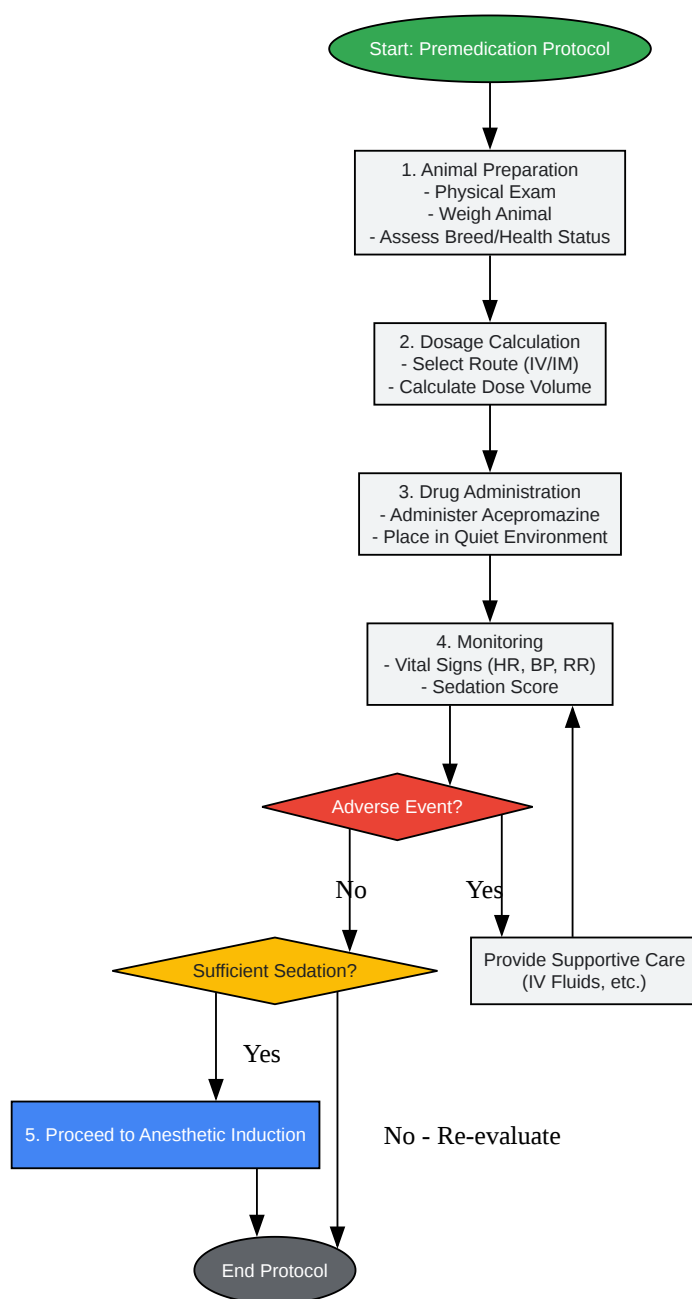 Start: Premedication Protocol
1. Animal Preparation
- Physical Exam
- Weigh Animal
- Assess Breed/Health Status
2. Dosage Calculation
- Select Route (IV/IM)
- Calculate Dose Volume
3. Drug Administration
- Administer Acepromazine
- Place in Quiet Environment
4. Monitoring
- Vital Signs (HR, BP, RR)
- Sedation Score
Adverse Event?
No
Yes
Sufficient Sedation?
Provide Supportive Care
(IV Fluids, etc.)
Yes
5. Proceed to Anesthetic Induction
No - Re-evaluate
End Protocol